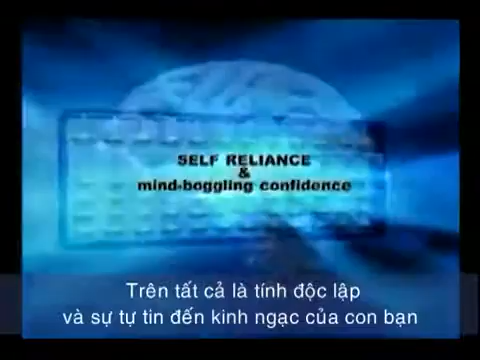 SELF RELIANCE
&
mind-boggling confidence
Trên tất cả là tính độc lập
và sự tự tin đến kinh ngạc của con bạn